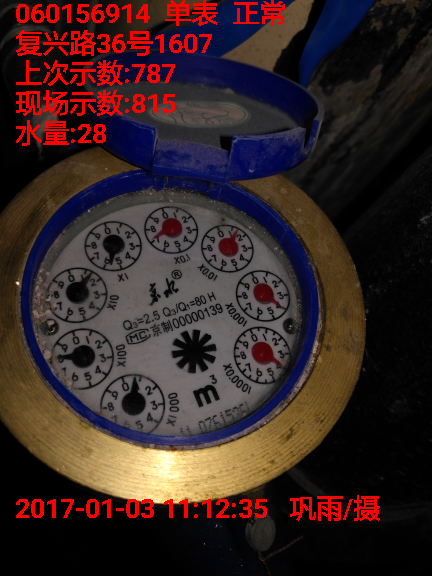 060156914 单表 正常
复兴路36号1607
上次示数:787
现场示数:815
水量:28
X0.1
X0.01
X0.001
X0.0001
X1
X10
X100
X1000
®
Q₃=2.5 Q₃/Q₁=80 H
MC 京制00000139
m³
2017-01-03 11:12:35 巩雨/摄